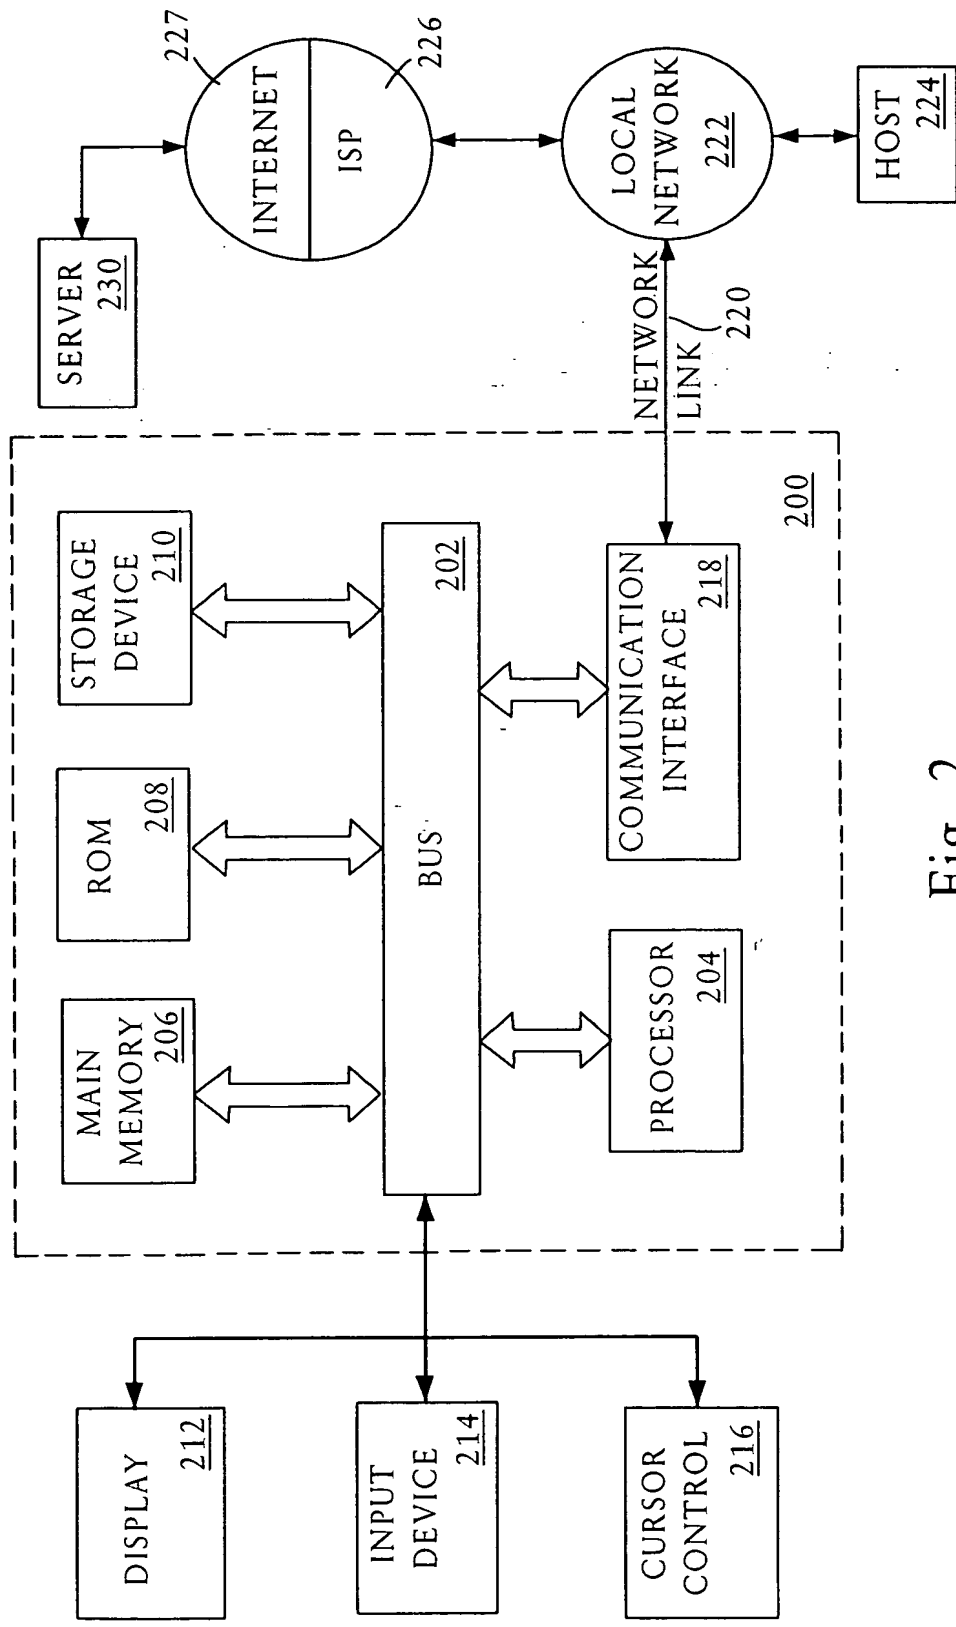 DISPLAY
212
INPUT
DEVICE
214
CURSOR
CONTROL
216
MAIN
MEMORY
206
ROM
208
STORAGE
DEVICE
210
BUS
202
PROCESSOR
204
COMMUNICATION
INTERFACE
218
200
SERVER
230
INTERNET
227
ISP
226
NETWORK
LINK
220
LOCAL
NETWORK
222
HOST
224
Fig. 2